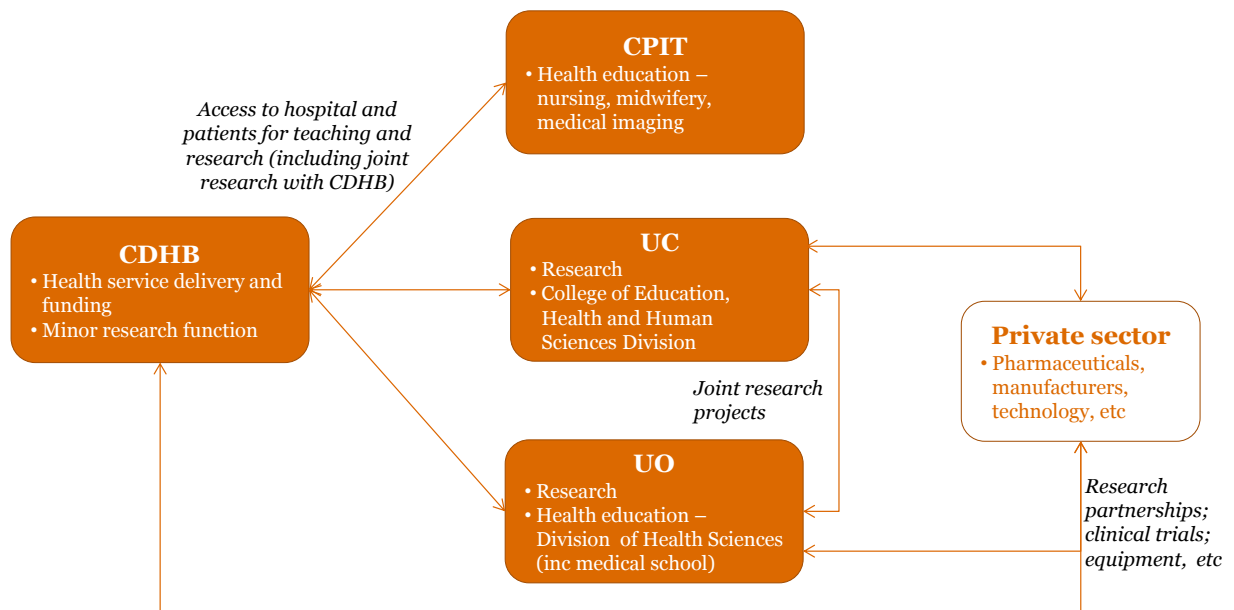 CPIT
• Health education –
nursing, midwifery,
medical imaging
Access to hospital and
patients for teaching and
research (including joint
research with CDHB)
CDHB
• Health service delivery and
funding
• Minor research function
UC
• Research
• College of Education,
Health and Human
Sciences Division
Private sector
• Pharmaceuticals,
manufacturers,
technology, etc
Joint research
projects
UO
• Research
• Health education –
Division of Health Sciences
(inc medical school)
Research
partnerships;
clinical trials;
equipment, etc